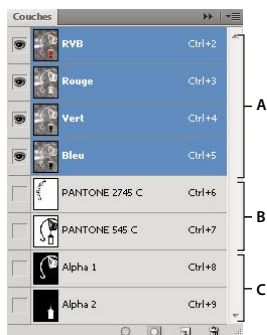 Couches
RVB Ctrl+2
Rouge Ctrl+3
Vert Ctrl+4
Bleu Ctrl+5
PANTONE 2745 C Ctrl+6
PANTONE 545 C Ctrl+7
Alpha 1 Ctrl+8
Alpha 2 Ctrl+9
A
B
C